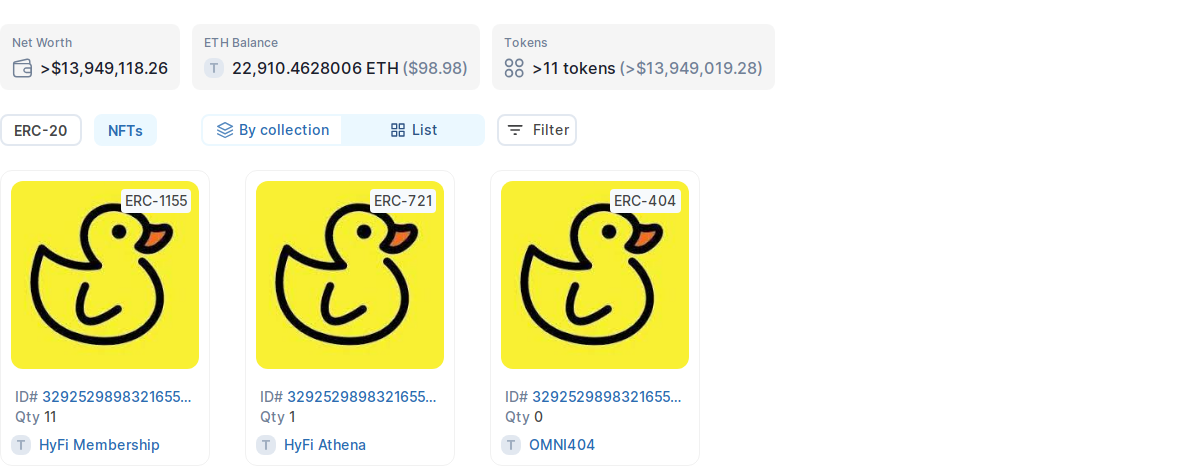 Net Worth
>$13,949,118.26
ETH Balance
T 22,910.4628006 ETH ($98.98)
Tokens
>11 tokens (>$13,949,019.28)
ERC-20
NFTs
By collection
List
Filter
ERC-1155
ID# 3292529898321655...
Qty 11
T HyFi Membership
ERC-721
ID# 3292529898321655...
Qty 1
T HyFi Athena
ERC-404
ID# 3292529898321655...
Qty 0
T OMNI404